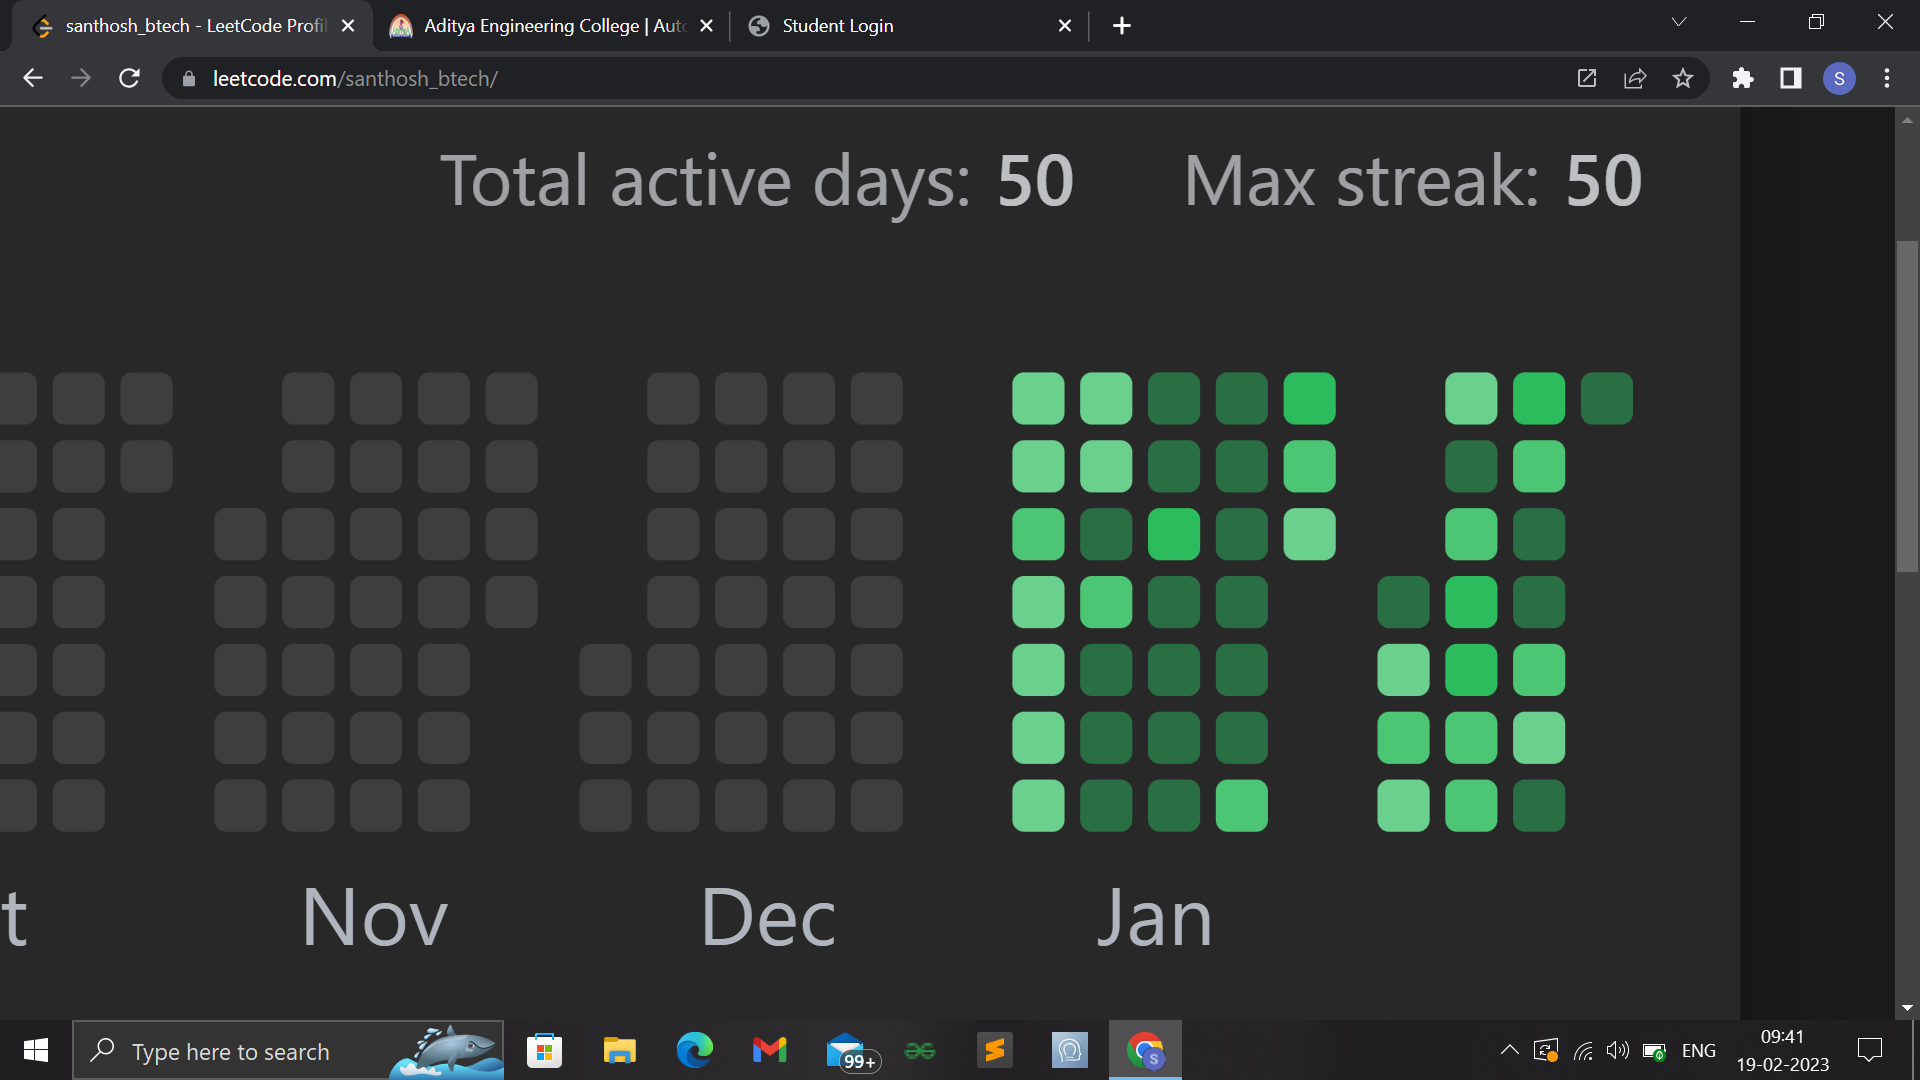 santhosh_btech - LeetCode Profil
Aditya Engineering College | Auto
Student Login
leetcode.com/santhosh_btech/
S
Total active days: 50 Max streak: 50
t Nov Dec Jan
Type here to search
99+
S
ENG
09:41
19-02-2023